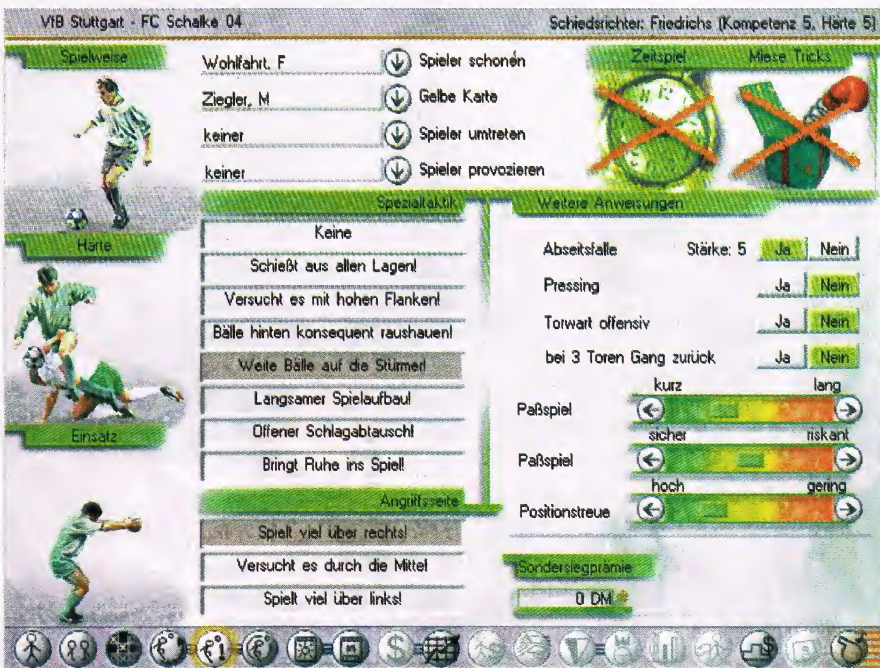 VfB Stuttgart - FC Schalke 04
Schiedsrichter: Friedrichs (Kompetenz 5, Härte 5)
Spielweise
Wohlfahrt, F
Spieler schonen
Ziegler, M
Gelbe Karte
keiner
Spieler umtreten
keiner
Spieler provozieren
Zeitspiel
Miese Tricks
Härte
Einsatz
Spezialtaktik
Keine
Schießt aus allen Lagen!
Versucht es mit hohen Flanken!
Bälle hinten konsequent raushauen!
Weite Bälle auf die Stürmer!
Langsamer Spielaufbau!
Offener Schlagabtausch!
Bringt Ruhe ins Spiel!
Angriffsseite
Spielt viel über rechts!
Versucht es durch die Mitte!
Spielt viel über links!
Weitere Anweisungen
Abseitsfalle Stärke: 5 Ja Nein
Pressing Ja Nein
Torwart offensiv Ja Nein
bei 3 Toren Gang zurück Ja Nein
kurz lang
Paßspiel
sicher riskant
Paßspiel
hoch gering
Positionstreue
Sondersiegprämie
0 DM